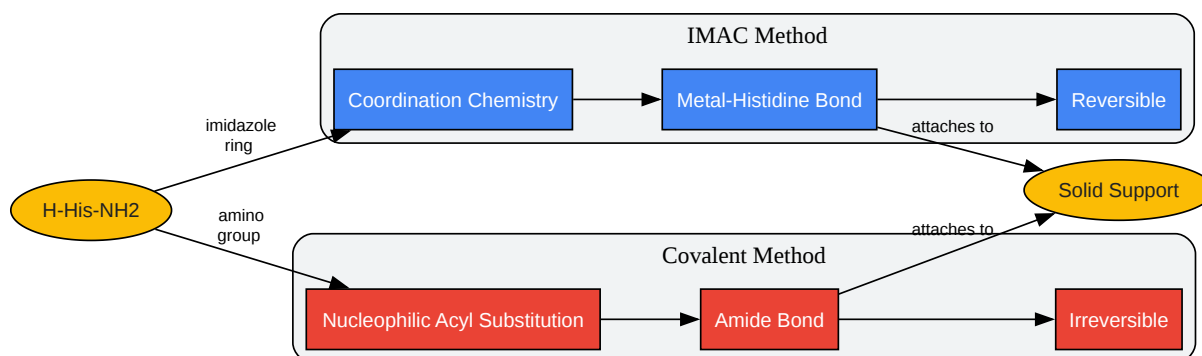 IMAC Method
Coordination Chemistry
Metal-Histidine Bond
Reversible
imidazole
ring
attaches to
H-His-NH2
Solid Support
amino
group
attaches to
Covalent Method
Nucleophilic Acyl Substitution
Amide Bond
Irreversible